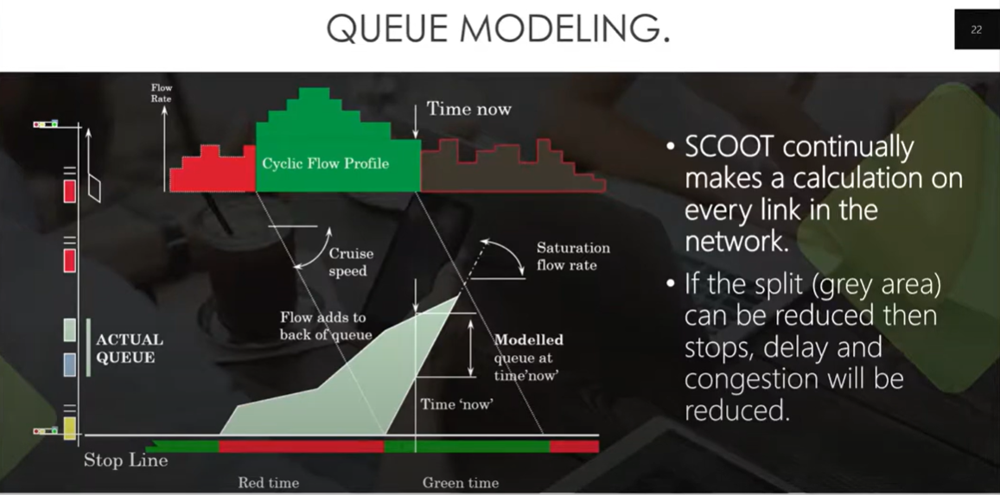 QUEUE MODELING.
22
Flow
Rate
Time now
Cyclic Flow Profile
Cruise
speed
Saturation
flow rate
Flow adds to
back of queue
ACTUAL
QUEUE
Modelled
queue at
time'now'
Time 'now'
Stop Line
Red time
Green time
• SCOOT continually
makes a calculation on
every link in the
network.
• If the split (grey area)
can be reduced then
stops, delay and
congestion will be
reduced.